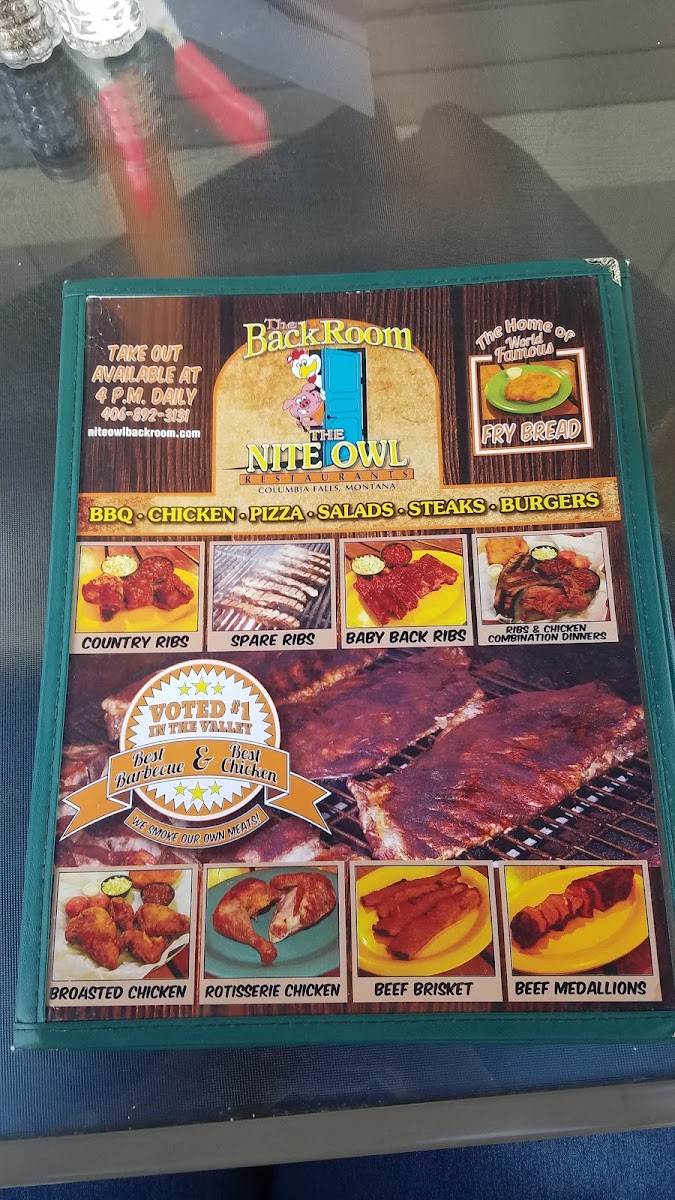 TAKE OUT
AVAILABLE AT
4 P.M. DAILY
406-892-3131
niteowlbackroom.com
The
BackRoom
THE
NITE OWL
RESTAURANTS
COLUMBIA FALLS, MONTANA
The Home of
World
Famous
FRY BREAD
BBQ · CHICKEN · PIZZA · SALADS · STEAKS · BURGERS
COUNTRY RIBS
SPARE RIBS
BABY BACK RIBS
RIBS & CHICKEN
COMBINATION DINNERS
VOTED #1
IN THE VALLEY
Best
Barbecue & Best
Chicken
WE SMOKE OUR OWN MEATS!
BROASTED CHICKEN
ROTISSERIE CHICKEN
BEEF BRISKET
BEEF MEDALLIONS